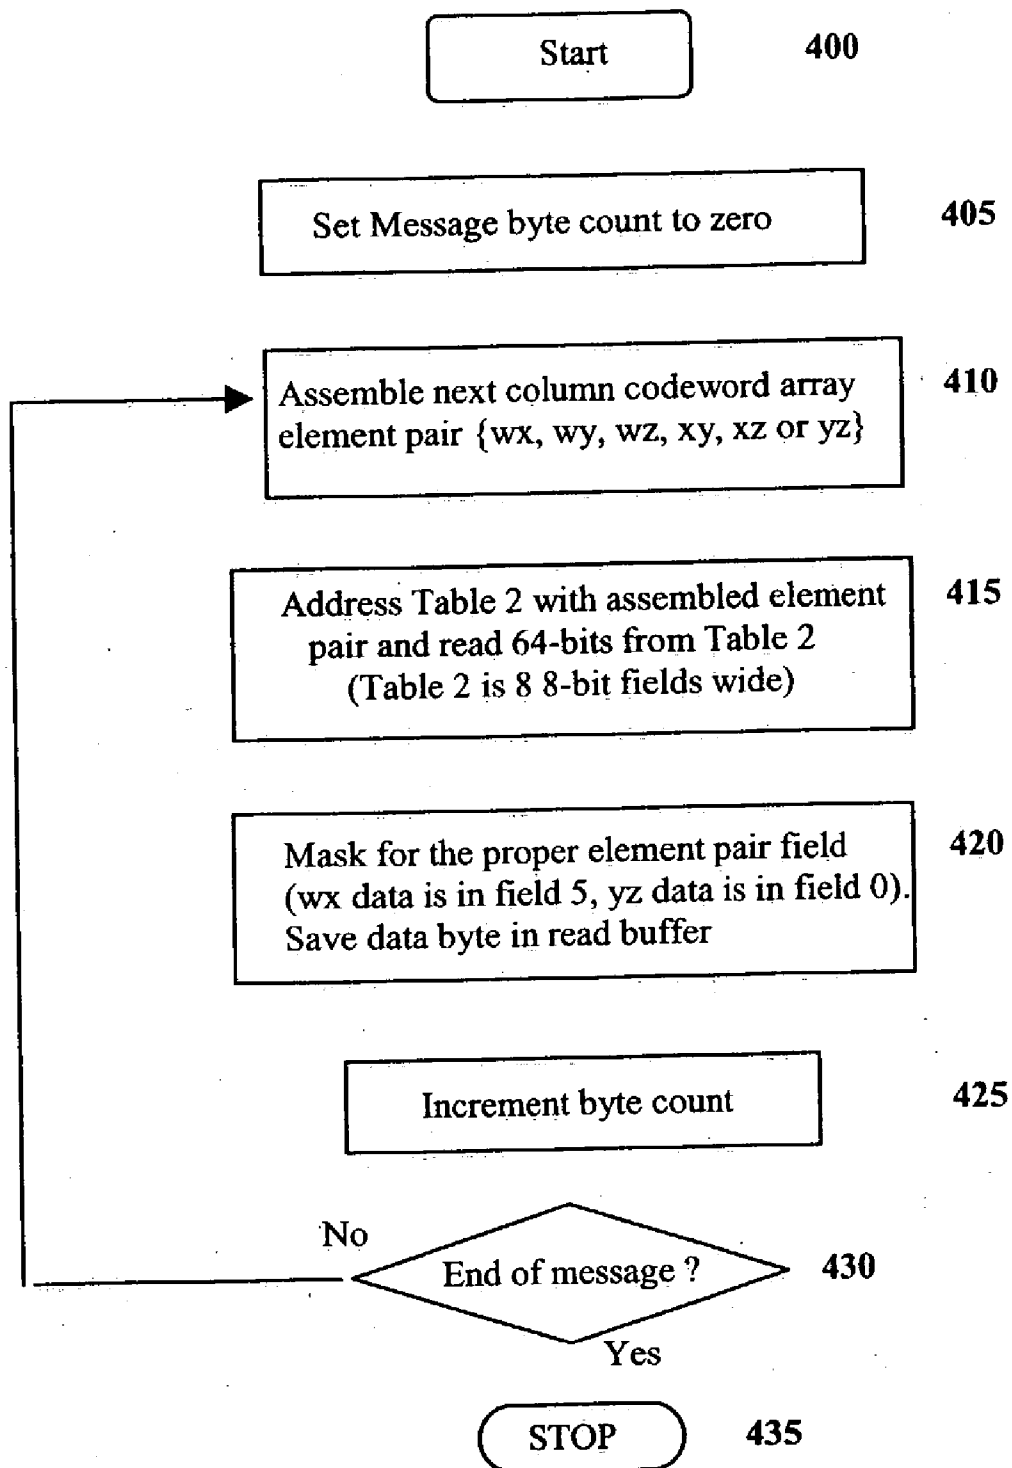 Start 400
Set Message byte count to zero 405
Assemble next column codeword array 410
element pair {wx, wy, wz, xy, xz or yz}
Address Table 2 with assembled element 415
pair and read 64-bits from Table 2
(Table 2 is 8 8-bit fields wide)
Mask for the proper element pair field 420
(wx data is in field 5, yz data is in field 0).
Save data byte in read buffer
Increment byte count 425
No
End of message ? 430
Yes
STOP 435